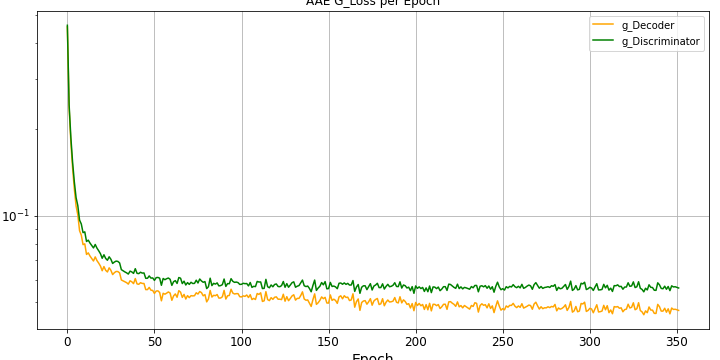 AAE G_Loss per Epoch
g_Decoder
g_Discriminator
10⁻¹
0 50 100 150 200 250 300 350
Epoch